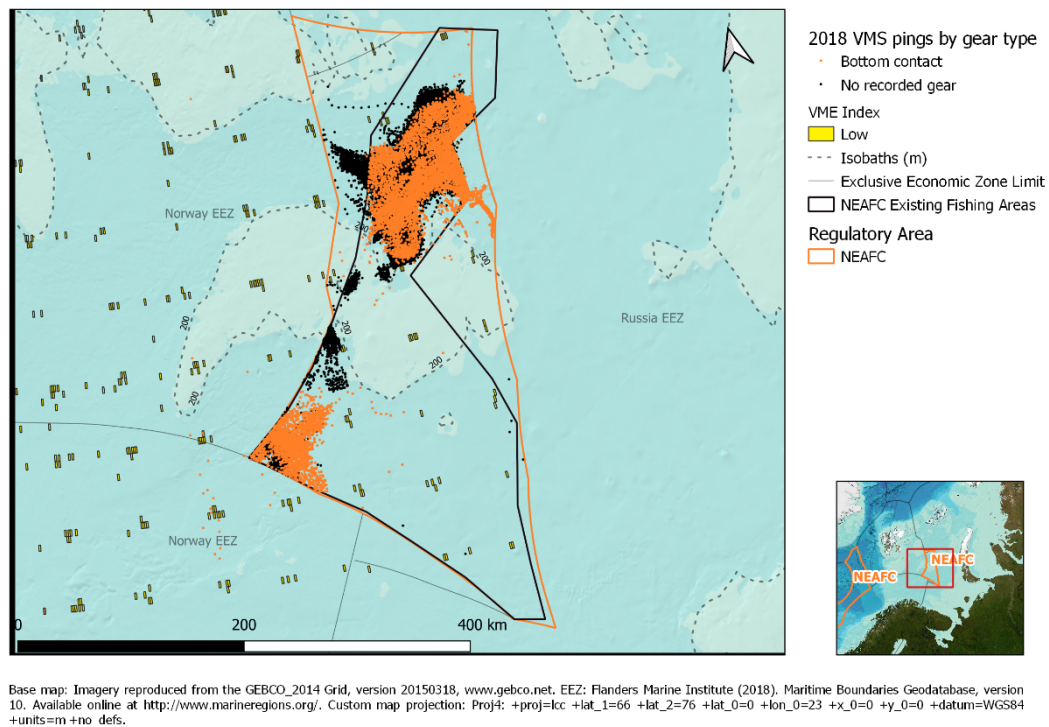 2018 VMS pings by gear type
Bottom contact
No recorded gear
VME Index
Low
Isobaths (m)
Exclusive Economic Zone Limit
NEAFC Existing Fishing Areas
Regulatory Area
NEAFC
Norway EEZ
200
200
200
200
Russia EEZ
200
200
Norway EEZ
0
200
400 km
NEAFC
NEAFC
Base map: Imagery reproduced from the GEBCO_2014 Grid, version 20150318, www.gebco.net. EEZ: Flanders Marine Institute (2018). Maritime Boundaries Geodatabase, version
10. Available online at http://www.marineregions.org/. Custom map projection: Proj4: +proj=lcc +lat_1=66 +lat_2=76 +lat_0=0 +lon_0=23 +x_0=0 +y_0=0 +datum=WGS84
+units=m +no_defs.